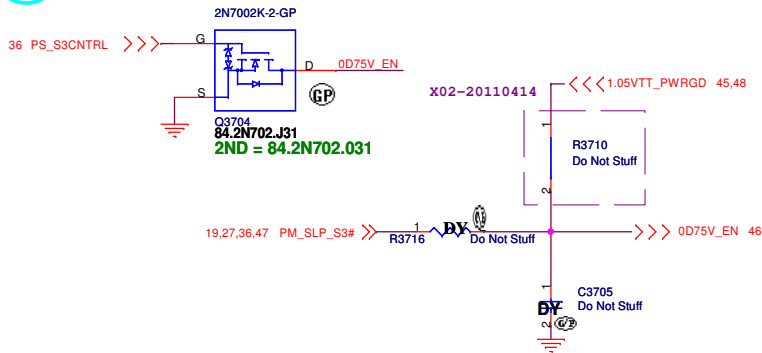 2N7002K-2-GP
36 PS_S3CNTRL
G
D
0D75V_EN
S
GP
Q3704
84.2N702.J31
2ND = 84.2N702.031
X02-20110414
1.05VTT_PWRGD 45,48
1
R3710
Do Not Stuff
2
19,27,36,47 PM_SLP_S3#
1
DY
R3716
Do Not Stuff
0D75V_EN 46
1
C3705
DY
Do Not Stuff
2